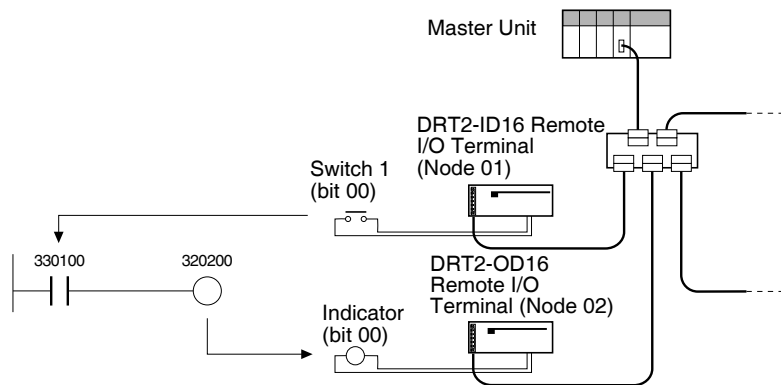 Master Unit
DRT2-ID16 Remote
I/O Terminal
(Node 01)
Switch 1
(bit 00)
330100
320200
DRT2-OD16
Remote I/O
Terminal (Node 02)
Indicator
(bit 00)